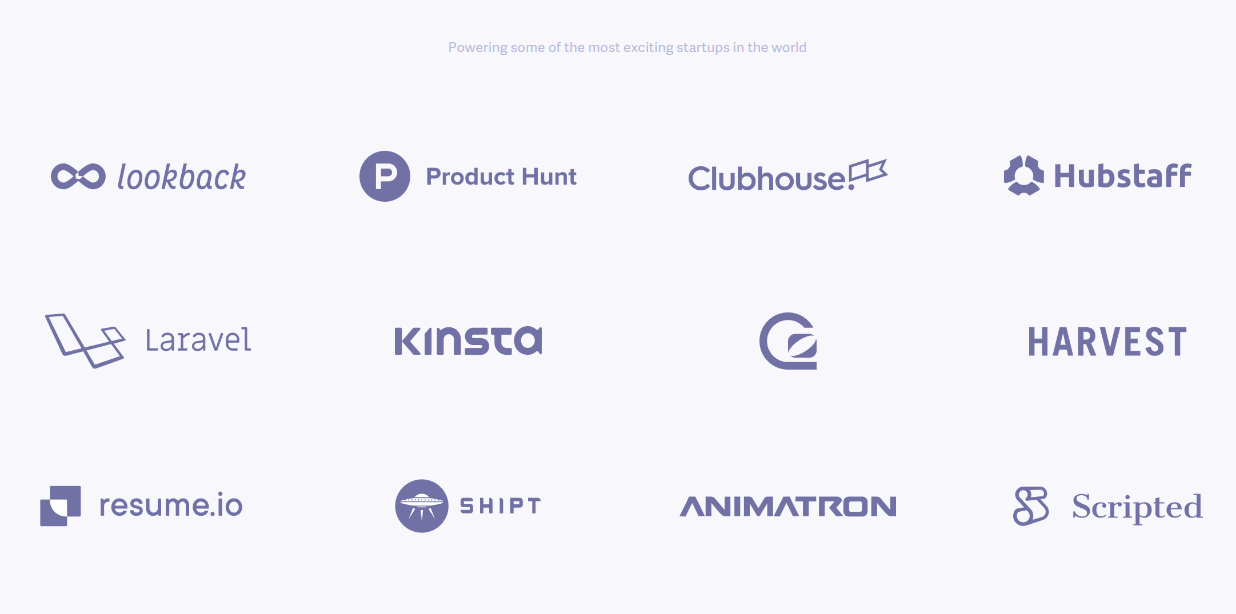 Powering some of the most exciting startups in the world
lookback
P Product Hunt
Clubhouse
Hubstaff
Laravel
KINSTA
HARVEST
resume.io
SHIPT
ANIMATRON
Scripted